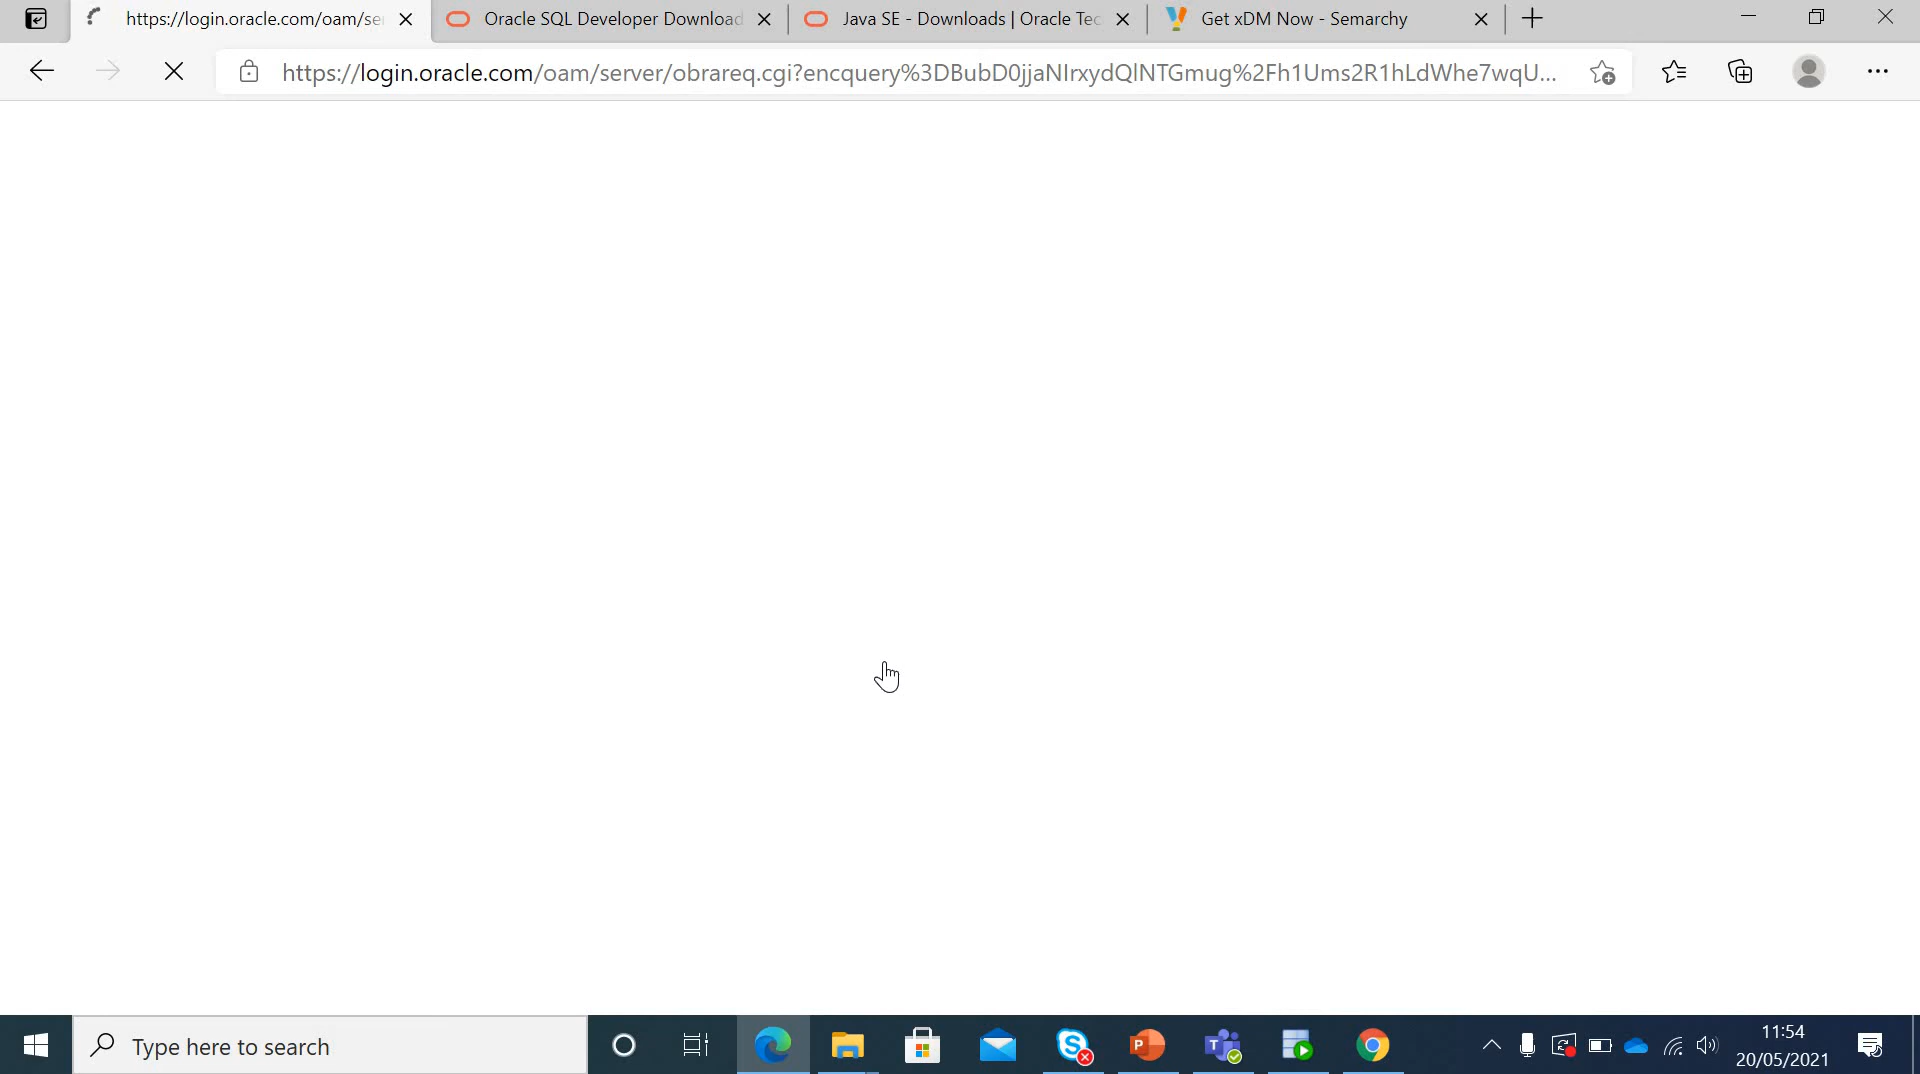 https://login.oracle.com/oam/se
Oracle SQL Developer Download
Java SE - Downloads | Oracle Tec
Get xDM Now - Semarchy
https://login.oracle.com/oam/server/obrareq.cgi?encquery%3DBubD0jjaNIrxydQlNTGmug%2Fh1Ums2R1hLdWhe7wqU...
Type here to search
11:54
20/05/2021